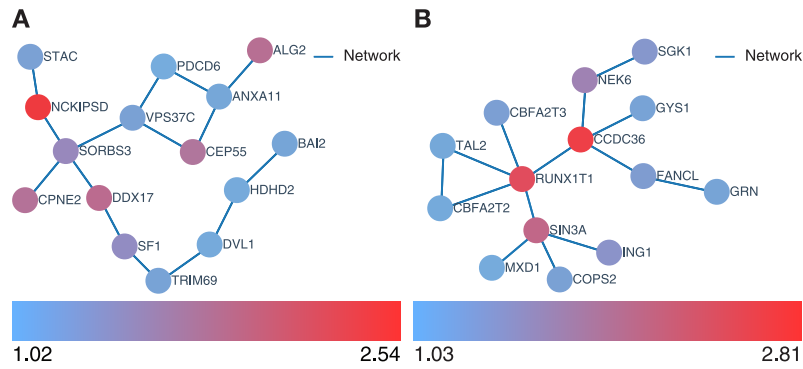 A
STAC
PDCD6
ALG2
Network
NCKIPSD
ANXA11
VPS37C
BAI2
SORBS3
CEP55
HDHD2
CPNE2
DDX17
SF1
DVL1
TRIM69
1.02
2.54
B
SGK1
Network
NEK6
CBFA2T3
GYS1
TAL2
CCDC36
RUNX1T1
FANCL
GRN
CBFA2T2
SIN3A
ING1
MXD1
COPS2
1.03
2.81